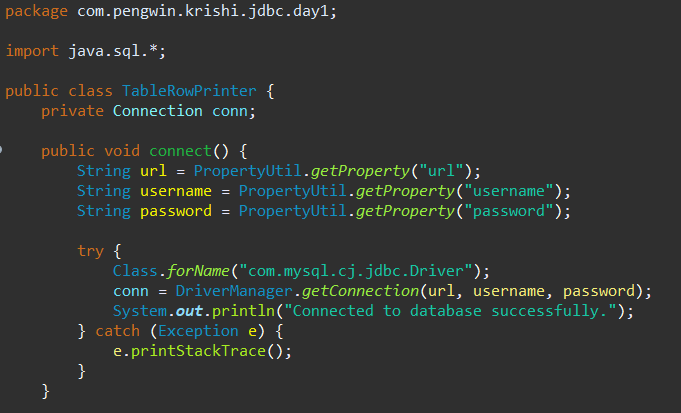 package com.pengwin.krishi.jdbc.day1;
import java.sql.*;
public class TableRowPrinter {
    private Connection conn;
    public void connect() {
        String url = PropertyUtil.getProperty("url");
        String username = PropertyUtil.getProperty("username");
        String password = PropertyUtil.getProperty("password");
        try {
            Class.forName("com.mysql.cj.jdbc.Driver");
            conn = DriverManager.getConnection(url, username, password);
            System.out.println("Connected to database successfully.");
        } catch (Exception e) {
            e.printStackTrace();
        }
    }